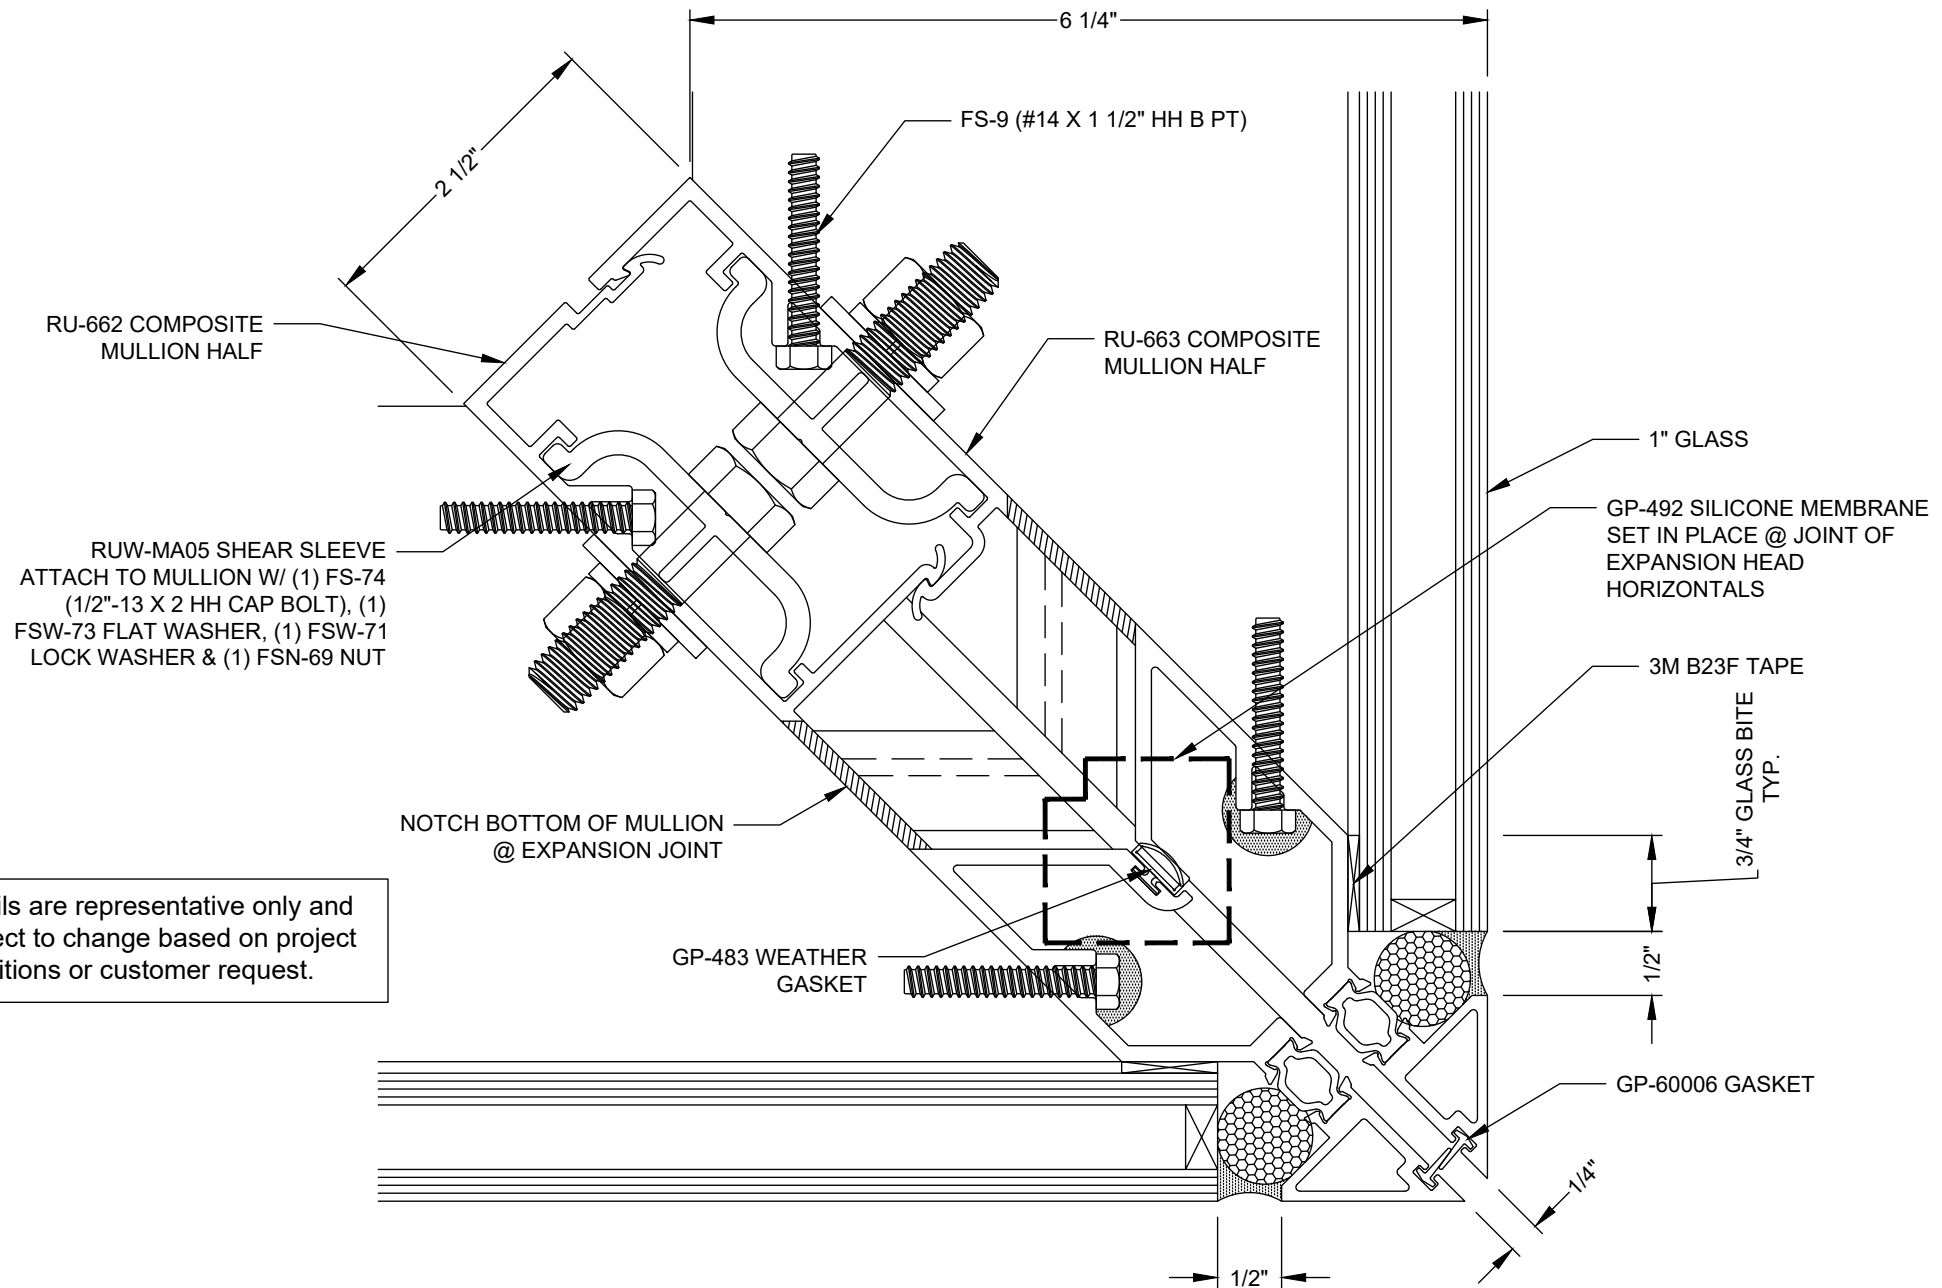 6 1/4"
2 1/2"
FS-9 (#14 X 1 1/2" HH B PT)
RU-662 COMPOSITE
MULLION HALF
RU-663 COMPOSITE
MULLION HALF
1" GLASS
GP-492 SILICONE MEMBRANE
SET IN PLACE @ JOINT OF
EXPANSION HEAD
HORIZONTALS
RUW-MA05 SHEAR SLEEVE
ATTACH TO MULLION W/ (1) FS-74
(1/2"-13 X 2 HH CAP BOLT), (1)
FSW-73 FLAT WASHER, (1) FSW-71
LOCK WASHER & (1) FSN-69 NUT
3M B23F TAPE
3/4" GLASS BITE
TYP.
NOTCH BOTTOM OF MULLION
@ EXPANSION JOINT
ils are representative only and
ect to change based on project
itions or customer request.
GP-483 WEATHER
GASKET
1/2"
GP-60006 GASKET
1/4"
1/2"